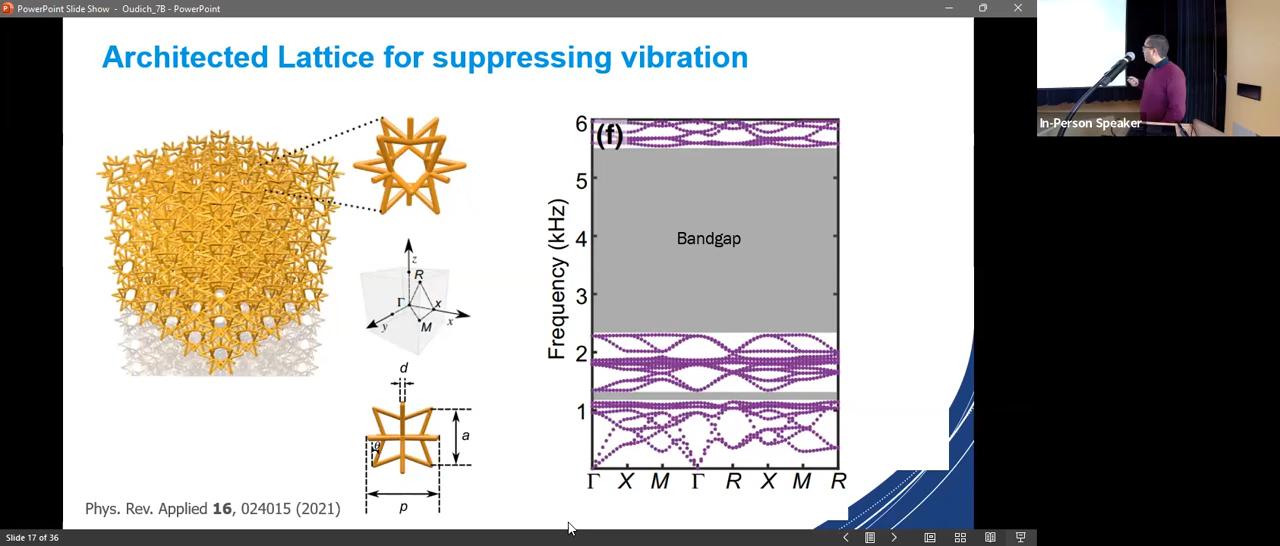 PowerPoint Slide Show - Oudich_7B - PowerPoint
Architected Lattice for suppressing vibration
In-Person Speaker
(f)
6
5
4
3
2
1
Frequency (kHz)
Bandgap
Γ X M Γ R X M R
z
R
Γ
X
y
M
x
d
a
θ
p
Phys. Rev. Applied 16, 024015 (2021)
Slide 17 of 36